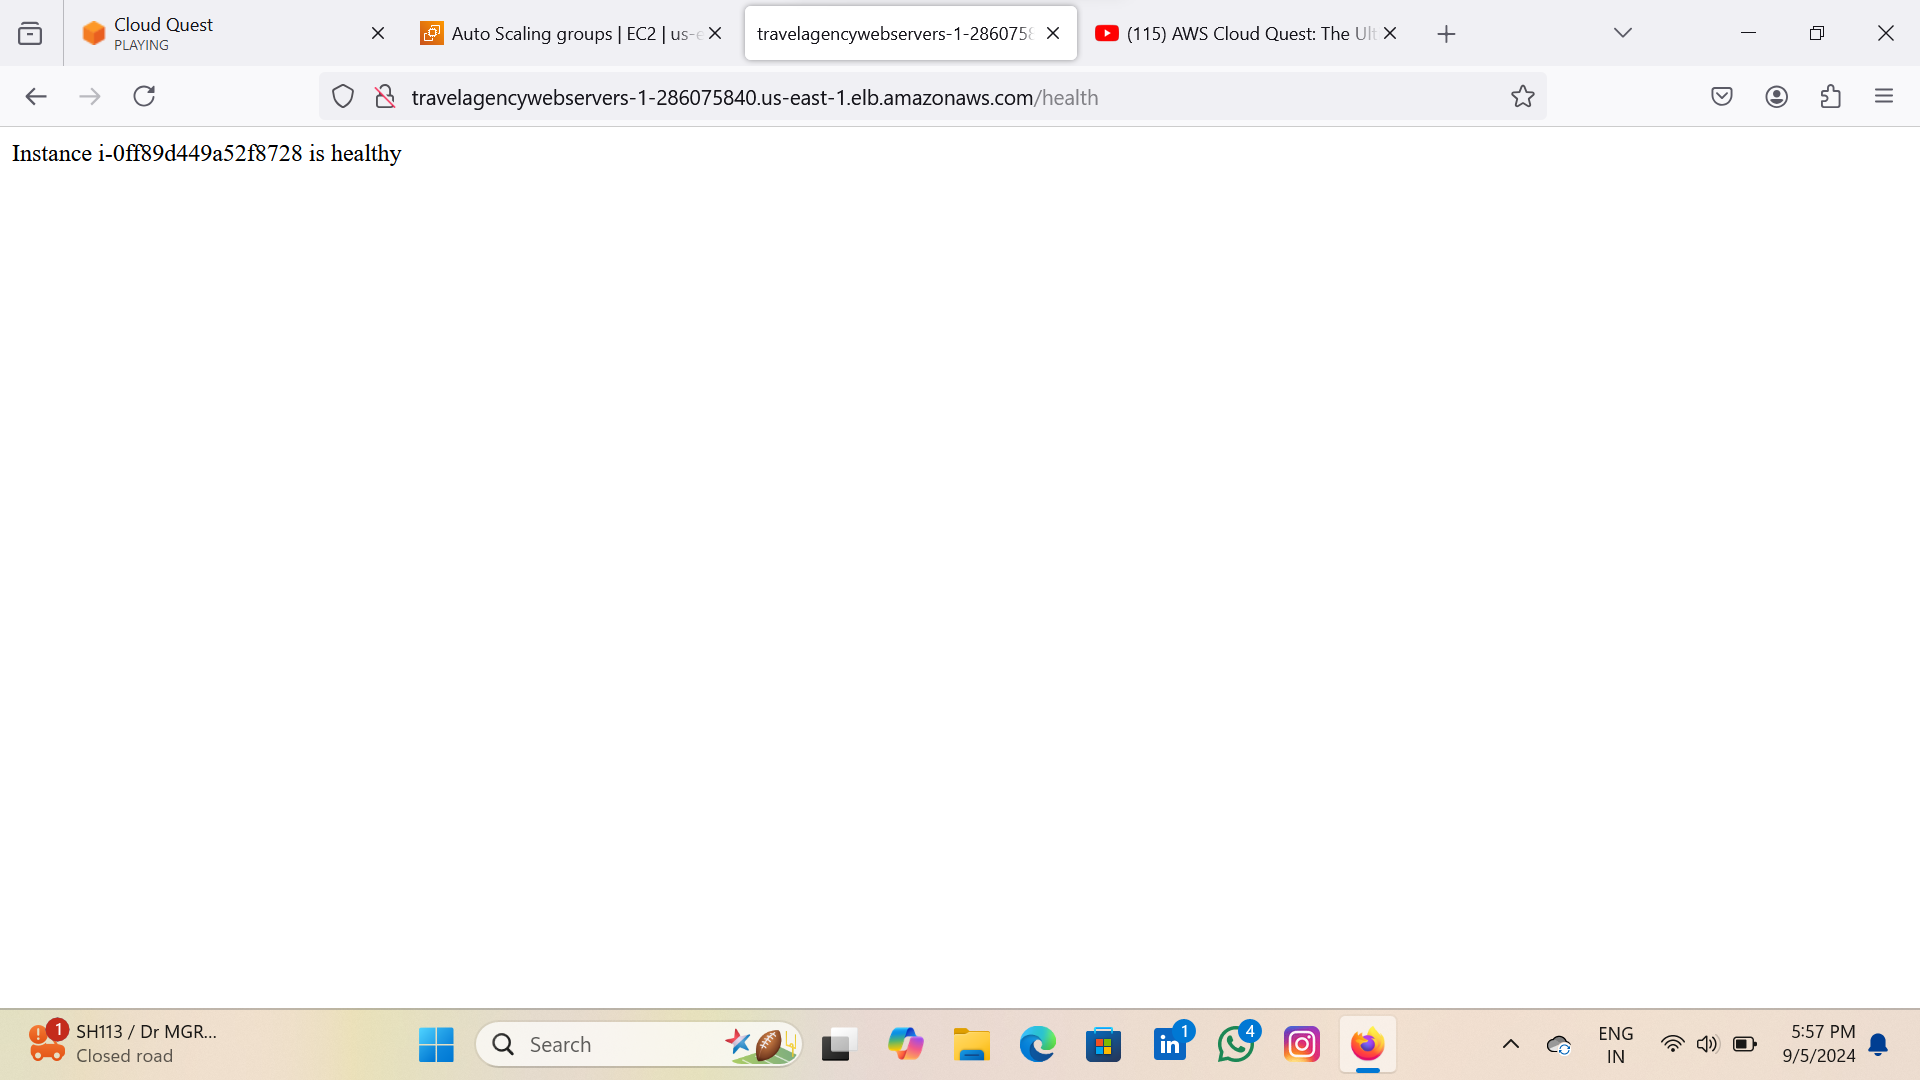 Cloud Quest
PLAYING
Auto Scaling groups | EC2 | us-e
travelagencywebservers-1-2860758
(115) AWS Cloud Quest: The Ult
travelagencywebservers-1-286075840.us-east-1.elb.amazonaws.com/health
Instance i-0ff89d449a52f8728 is healthy
1
SH113 / Dr MGR...
Closed road
Search
1
4
ENG
IN
5:57 PM
9/5/2024